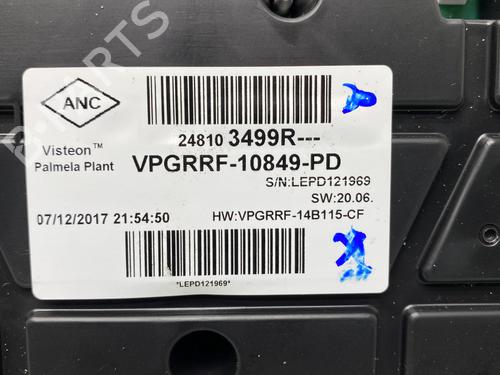 ANC
Visteon™
Palmela Plant
24810 3499R---
VPGRRF-10849-PD
S/N:LEPD121969
SW:20.06.
07/12/2017 21:54:50
HW:VPGRRF-14B115-CF
*LEPD121969*